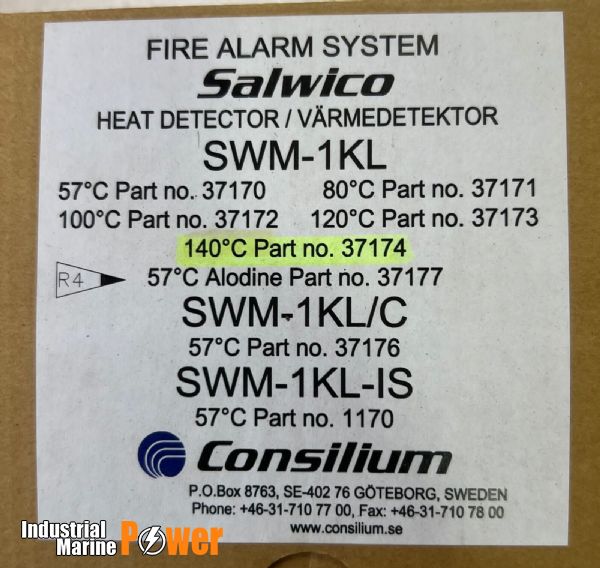 FIRE ALARM SYSTEM
Salwico
HEAT DETECTOR / VÄRMEDETEKTOR
SWM-1KL
57°C Part no. 37170 80°C Part no. 37171
100°C Part no. 37172 120°C Part no. 37173
140°C Part no. 37174
R4 57°C Alodine Part no. 37177
SWM-1KL/C
57°C Part no. 37176
SWM-1KL-IS
57°C Part no. 1170
Consilium
P.O.Box 8763, SE-402 76 GÖTEBORG, SWEDEN
Phone: +46-31-710 77 00, Fax: +46-31-710 78 00
www.consilium.se
Industrial
Marine Power